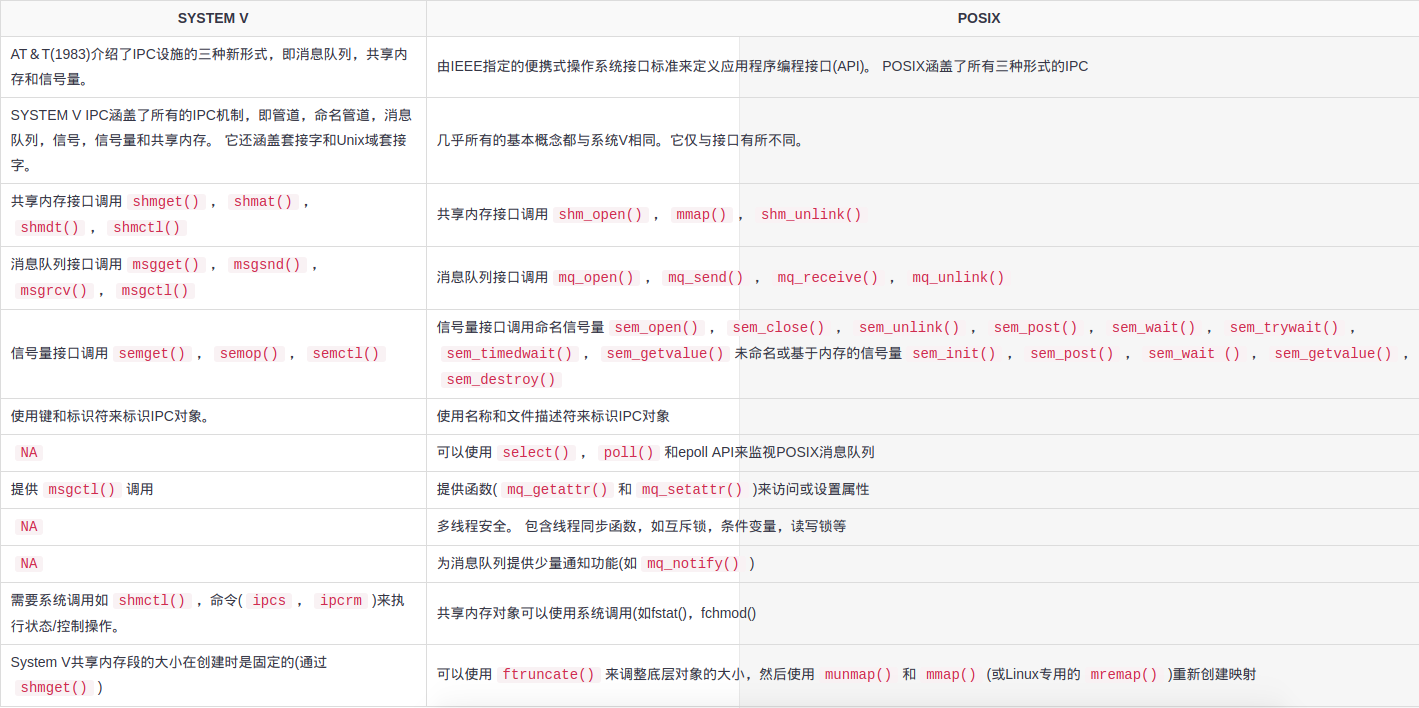 SYSTEM V
POSIX
AT＆T(1983)介绍了IPC设施的三种新形式，即消息队列，共享内
存和信号量。
由IEEE指定的便携式操作系统接口标准来定义应用程序编程接口(API)。 POSIX涵盖了所有三种形式的IPC
SYSTEM V IPC涵盖了所有的IPC机制，即管道，命名管道，消息
队列，信号，信号量和共享内存。 它还涵盖套接字和Unix域套接
字。
几乎所有的基本概念都与系统V相同。它仅与接口有所不同。
共享内存接口调用 shmget() ， shmat() ，
shmdt() ， shmctl()
共享内存接口调用 shm_open() ， mmap() ， shm_unlink()
消息队列接口调用 msgget() ， msgsnd() ，
msgrcv() ， msgctl()
消息队列接口调用 mq_open() ， mq_send() ， mq_receive() ， mq_unlink()
信号量接口调用 semget() ， semop() ， semctl()
信号量接口调用命名信号量 sem_open() ， sem_close() ， sem_unlink() ， sem_post() ， sem_wait() ， sem_trywait() ，
sem_timedwait() ， sem_getvalue() 未命名或基于内存的信号量 sem_init() ， sem_post() ， sem_wait () ， sem_getvalue() ，
sem_destroy()
使用键和标识符来标识IPC对象。
使用名称和文件描述符来标识IPC对象
NA
可以使用 select() ， poll() 和epoll API来监视POSIX消息队列
提供 msgctl() 调用
提供函数( mq_getattr() 和 mq_setattr() )来访问或设置属性
NA
多线程安全。 包含线程同步函数，如互斥锁，条件变量，读写锁等
NA
为消息队列提供少量通知功能(如 mq_notify() )
需要系统调用如 shmctl() ，命令( ipcs ， ipcrm )来执
行状态/控制操作。
共享内存对象可以使用系统调用(如fstat()，fchmod()
System V共享内存段的大小在创建时是固定的(通过
shmget() )
可以使用 ftruncate() 来调整底层对象的大小，然后使用 munmap() 和 mmap() (或Linux专用的 mremap() )重新创建映射